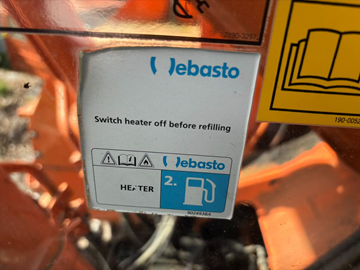 Webasto
Switch heater off before refilling
Webasto
HEATER
2.